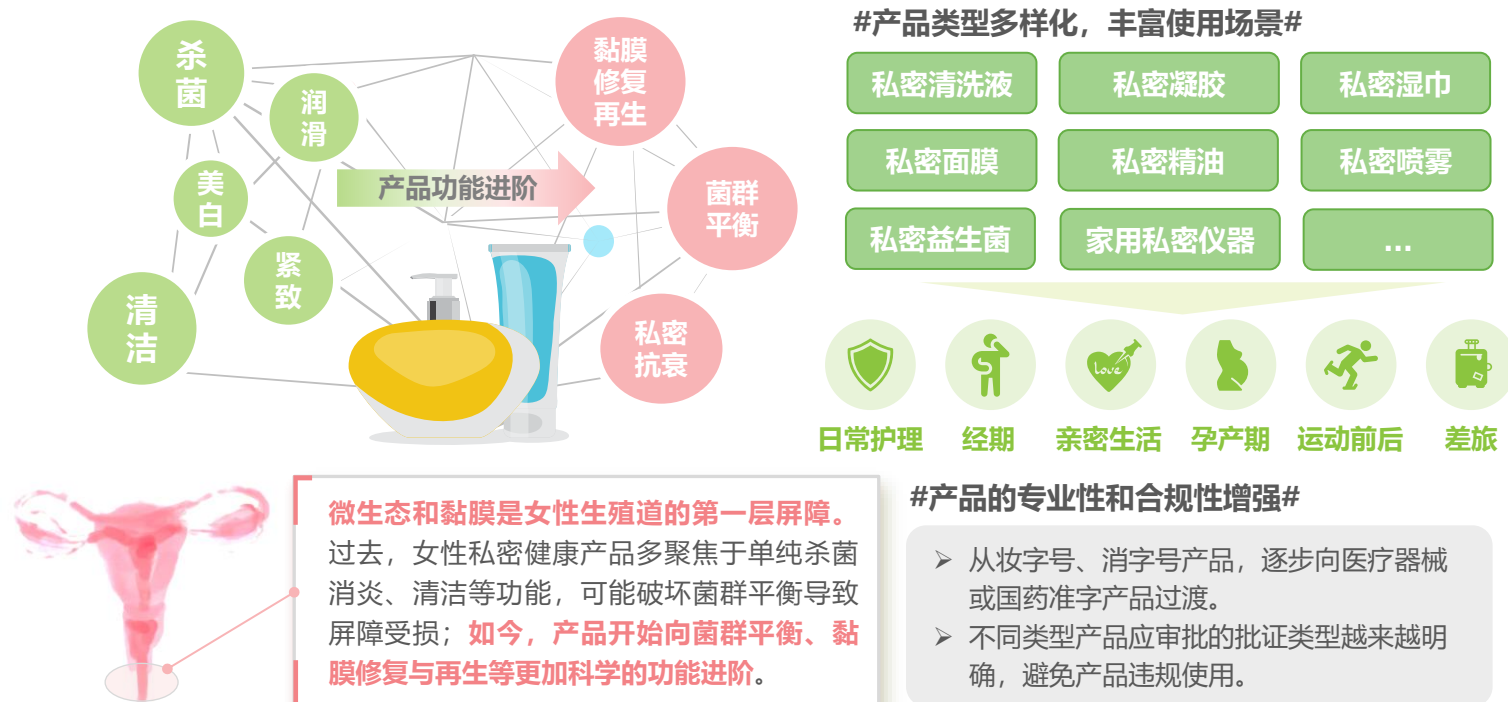 杀
菌
润
滑
美
白
紧
致
清
洁
产品功能进阶
黏膜
修复
再生
菌群
平衡
私密
抗衰
#产品类型多样化，丰富使用场景#
私密清洗液
私密凝胶
私密湿巾
私密面膜
私密精油
私密喷雾
私密益生菌
家用私密仪器
...
Love
日常护理
经期
亲密生活
孕产期
运动前后
差旅
微生态和黏膜是女性生殖道的第一层屏障。
过去，女性私密健康产品多聚焦于单纯杀菌
消炎、清洁等功能，可能破坏菌群平衡导致
屏障受损；如今，产品开始向菌群平衡、黏
膜修复与再生等更加科学的功能进阶。
#产品的专业性和合规性增强#
➢ 从妆字号、消字号产品，逐步向医疗器械
或国药准字产品过渡。
➢ 不同类型产品应审批的批证类型越来越明
确，避免产品违规使用。